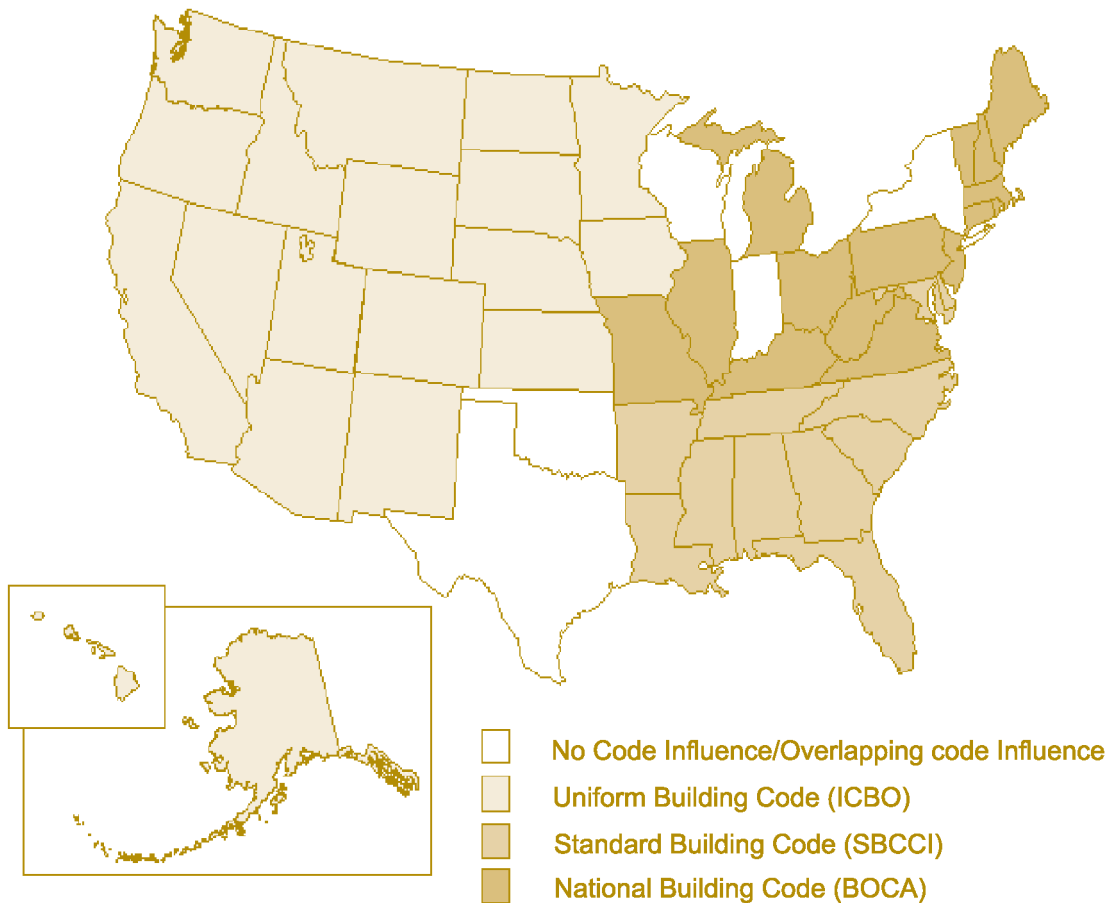 No Code Influence/Overlapping code Influence
Uniform Building Code (ICBO)
Standard Building Code (SBCCI)
National Building Code (BOCA)